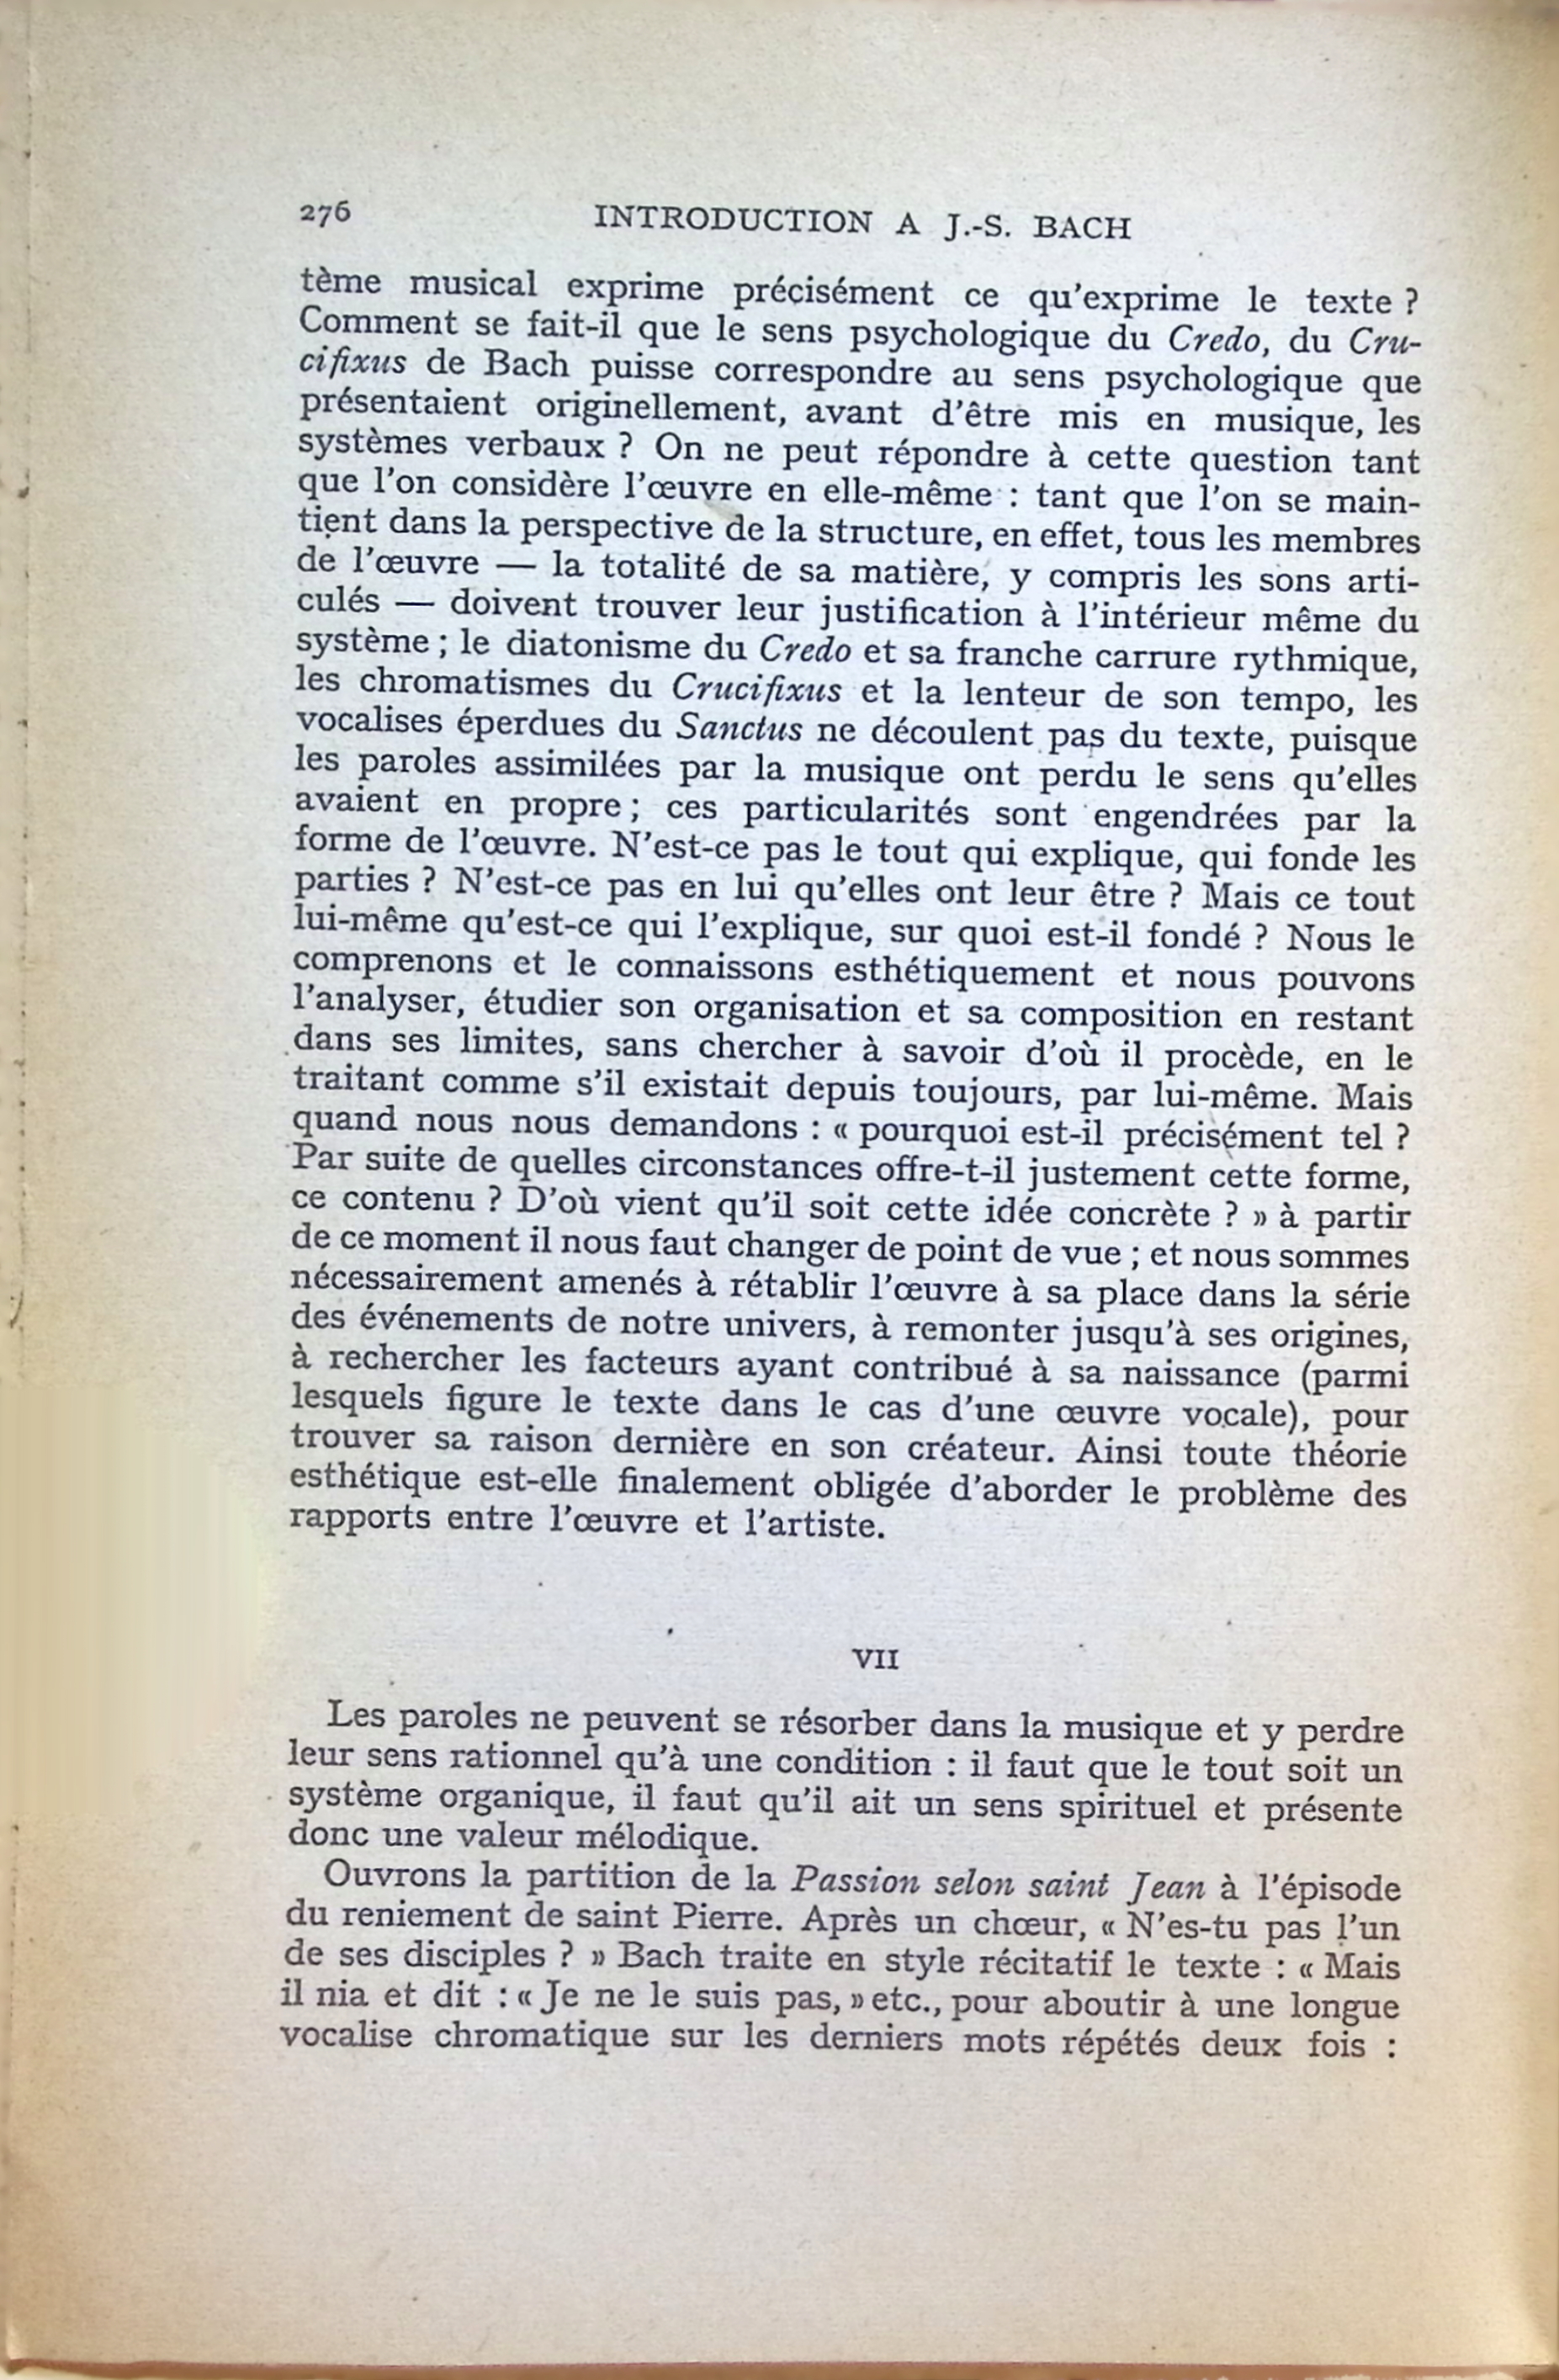 276 INTRODUCTION A J.-S. BACH
tème musical exprime précisément ce qu'exprime le texte ?
Comment se fait-il que le sens psychologique du Credo, du Cru-
cifixus de Bach puisse correspondre au sens psychologique que
présentaient originellement, avant d'être mis en musique, les
systèmes verbaux ? On ne peut répondre à cette question tant
que l'on considère l'œuvre en elle-même : tant que l'on se main-
tient dans la perspective de la structure, en effet, tous les membres
de l'œuvre — la totalité de sa matière, y compris les sons arti-
culés — doivent trouver leur justification à l'intérieur même du
système ; le diatonisme du Credo et sa franche carrure rythmique,
les chromatismes du Crucifixus et la lenteur de son tempo, les
vocalises éperdues du Sanctus ne découlent pas du texte, puisque
les paroles assimilées par la musique ont perdu le sens qu'elles
avaient en propre ; ces particularités sont engendrées par la
forme de l'œuvre. N'est-ce pas le tout qui explique, qui fonde les
parties ? N'est-ce pas en lui qu'elles ont leur être ? Mais ce tout
lui-même qu'est-ce qui l'explique, sur quoi est-il fondé ? Nous le
comprenons et le connaissons esthétiquement et nous pouvons
l'analyser, étudier son organisation et sa composition en restant
dans ses limites, sans chercher à savoir d'où il procède, en le
traitant comme s'il existait depuis toujours, par lui-même. Mais
quand nous nous demandons : « pourquoi est-il précisément tel ?
Par suite de quelles circonstances offre-t-il justement cette forme,
ce contenu ? D'où vient qu'il soit cette idée concrète ? » à partir
de ce moment il nous faut changer de point de vue ; et nous sommes
nécessairement amenés à rétablir l'œuvre à sa place dans la série
des événements de notre univers, à remonter jusqu'à ses origines,
à rechercher les facteurs ayant contribué à sa naissance (parmi
lesquels figure le texte dans le cas d'une œuvre vocale), pour
trouver sa raison dernière en son créateur. Ainsi toute théorie
esthétique est-elle finalement obligée d'aborder le problème des
rapports entre l'œuvre et l'artiste.
VII
Les paroles ne peuvent se résorber dans la musique et y perdre
leur sens rationnel qu'à une condition : il faut que le tout soit un
système organique, il faut qu'il ait un sens spirituel et présente
donc une valeur mélodique.
Ouvrons la partition de la Passion selon saint Jean à l'épisode
du reniement de saint Pierre. Après un chœur, « N'es-tu pas l'un
de ses disciples ? » Bach traite en style récitatif le texte : « Mais
il nia et dit : « Je ne le suis pas, » etc., pour aboutir à une longue
vocalise chromatique sur les derniers mots répétés deux fois :